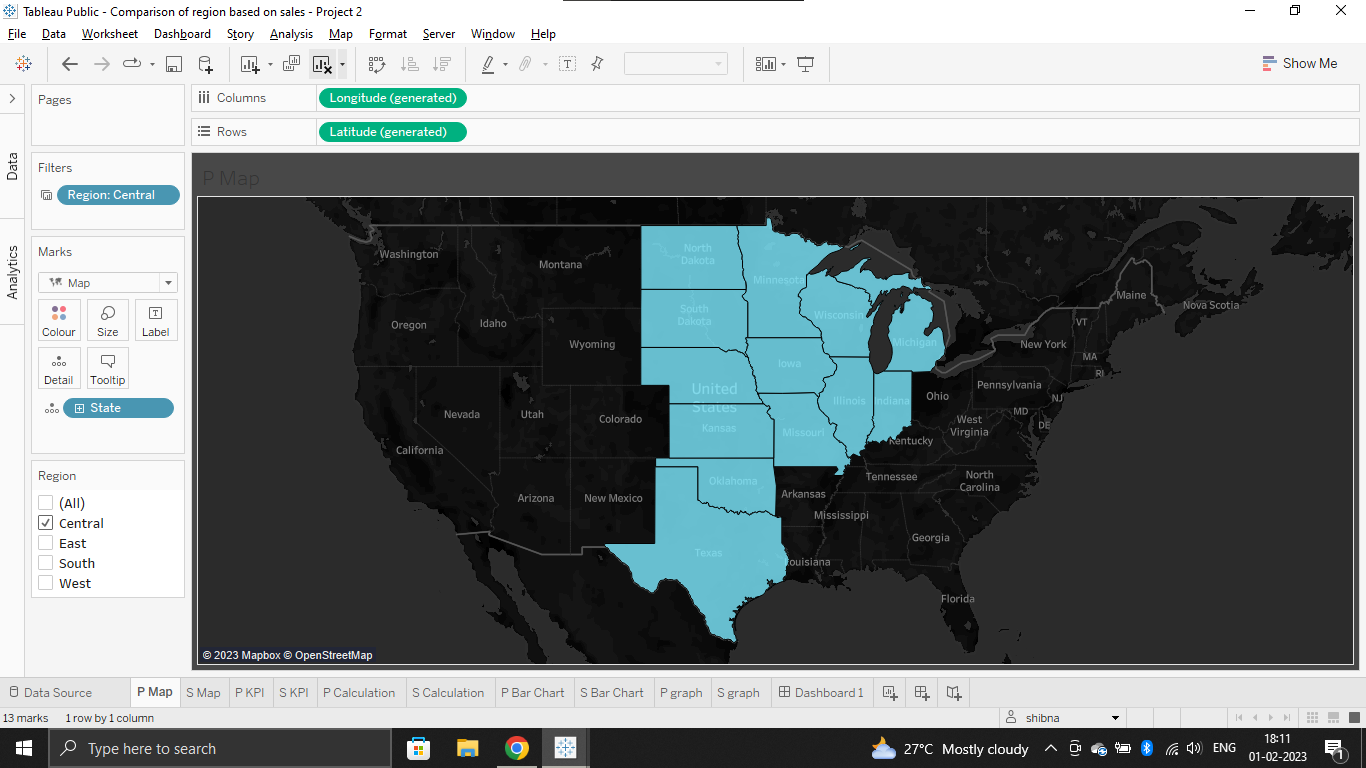 Tableau Public - Comparison of region based on sales - Project 2
File Data Worksheet Dashboard Story Analysis Map Format Server Window Help
Show Me
Pages
Columns
Longitude (generated)
Rows
Latitude (generated)
Data
Analytics
Filters
Region: Central
Marks
Map
Colour Size Label
Detail Tooltip
State
Region
(All)
Central
East
South
West
P Map
Washington
Montana
North
Dakota
Minnesota
Maine
Nova Scotia
Oregon
Idaho
South
Dakota
Wisconsin
VT
Wyoming
Michigan
New York
MA
Iowa
RI
Nevada
Utah
Colorado
United
States
Kansas
Illinois
Indiana
Ohio
Pennsylvania
NJ
MD
DE
West
Virginia
Missouri
Kentucky
California
Arizona
New Mexico
Oklahoma
Arkansas
Tennessee
North
Carolina
Mississippi
Georgia
Texas
Louisiana
Florida
© 2023 Mapbox © OpenStreetMap
Data Source P Map S Map P KPI S KPI P Calculation S Calculation P Bar Chart S Bar Chart P graph S graph Dashboard 1
13 marks 1 row by 1 column
shibna
Type here to search
27°C Mostly cloudy
ENG
18:11
01-02-2023
1